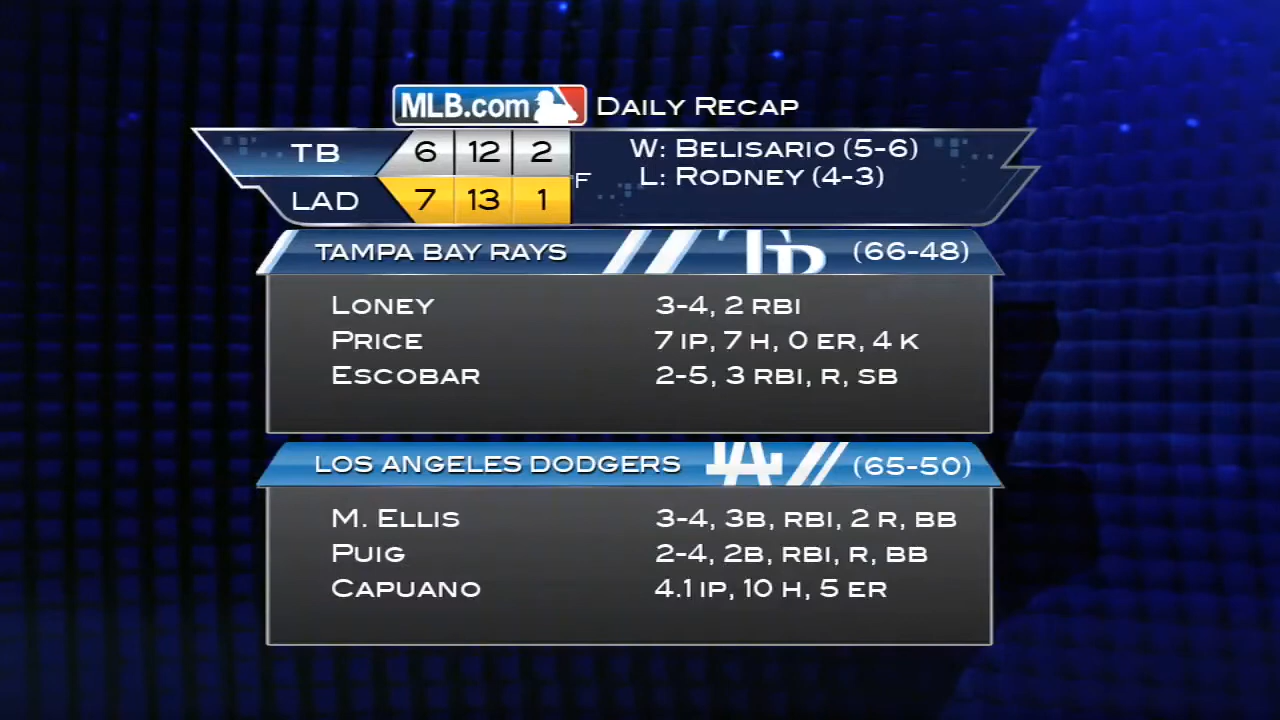 MLB.com DAILY RECAP
TB 6 12 2
LAD 7 13 1
F
W: BELISARIO (5-6)
L: RODNEY (4-3)
TAMPA BAY RAYS TB (66-48)
LONEY 3-4, 2 RBI
PRICE 7 IP, 7 H, 0 ER, 4 K
ESCOBAR 2-5, 3 RBI, R, SB
LOS ANGELES DODGERS LA (65-50)
M. ELLIS 3-4, 3B, RBI, 2 R, BB
PUIG 2-4, 2B, RBI, R, BB
CAPUANO 4.1 IP, 10 H, 5 ER